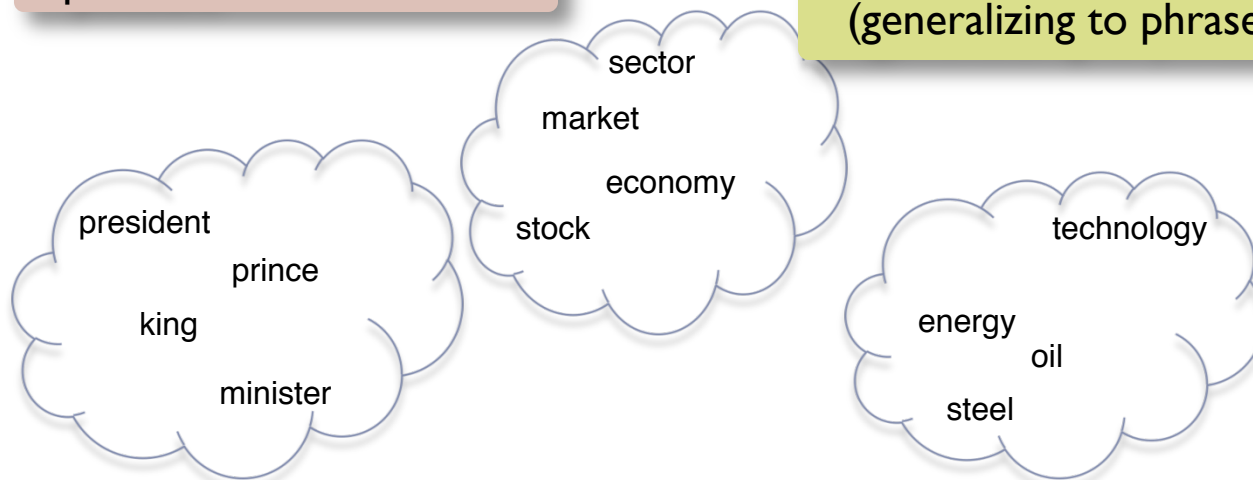 (generalizing to phrase
sector
market
economy
stock
president
prince
king
minister
technology
energy
oil
steel